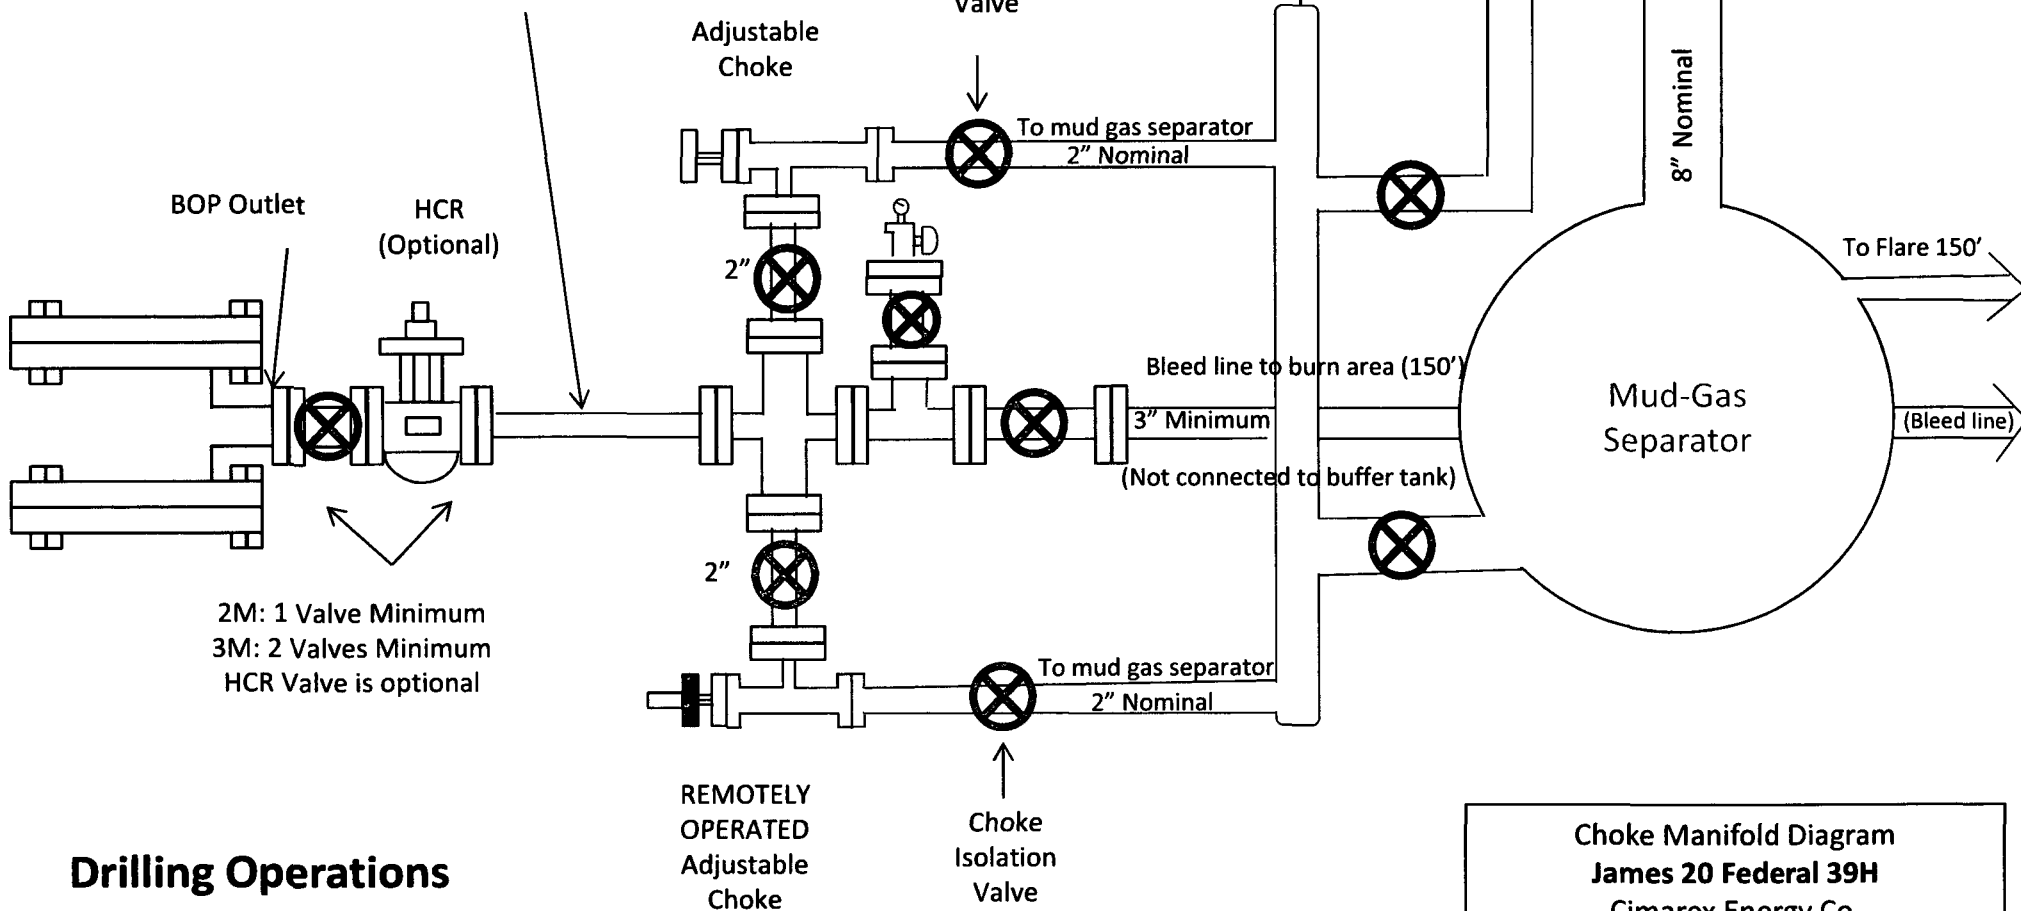 Valve
Adjustable
Choke
To mud gas separator
2” Nominal
8” Nominal
BOP Outlet
HCR
(Optional)
2”
To Flare 150’
Bleed line to burn area (150’)
3” Minimum
(Not connected to buffer tank)
Mud-Gas
Separator
(Bleed line)
2”
2M: 1 Valve Minimum
3M: 2 Valves Minimum
HCR Valve is optional
To mud gas separator
2” Nominal
REMOTELY
OPERATED
Adjustable
Choke
Choke
Isolation
Valve
Drilling Operations
Choke Manifold Diagram
James 20 Federal 39H
Cimarex Energy Co.